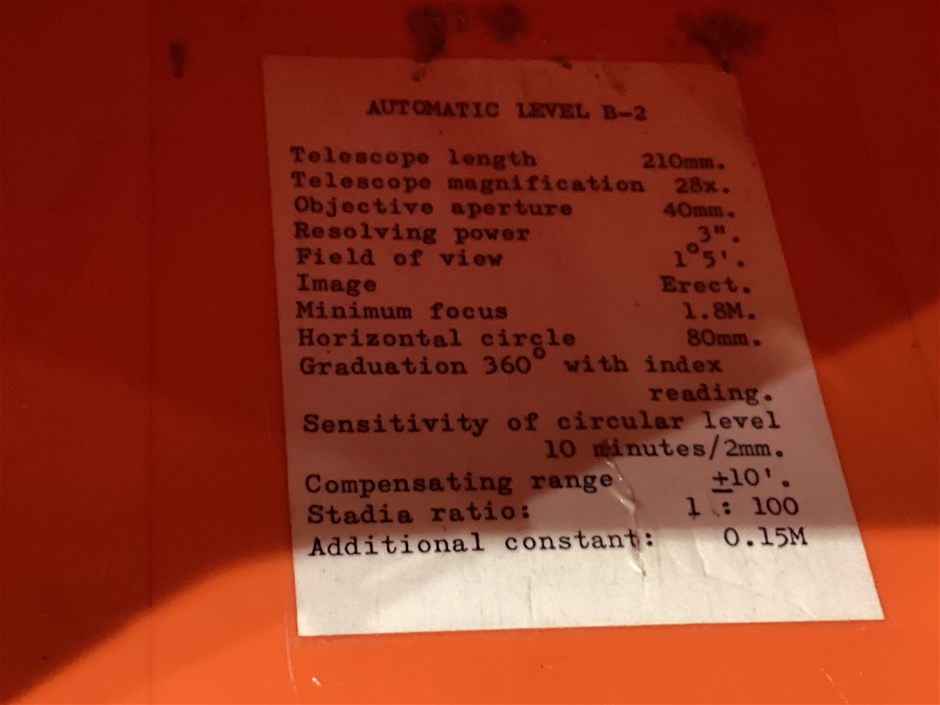 AUTOMATIC LEVEL B-2
Telescope length 210mm.
Telescope magnification 28x.
Objective aperture 40mm.
Resolving power 3".
Field of view 1°5'.
Image Erect.
Minimum focus 1.8M.
Horizontal circle 80mm.
Graduation 360° with index
reading.
Sensitivity of circular level
10 minutes/2mm.
Compensating range ±10'.
Stadia ratio: 1 : 100
Additional constant: 0.15M